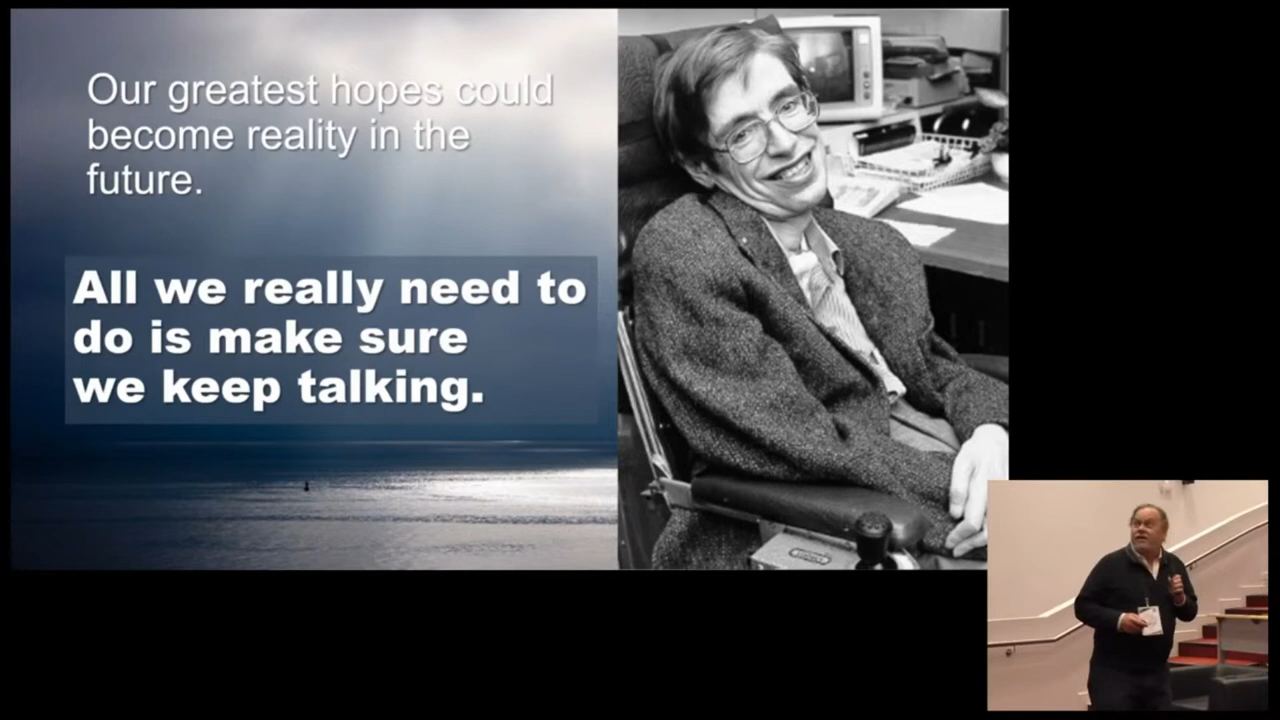 Our greatest hopes could
become reality in the
future.
All we really need to
do is make sure
we keep talking.